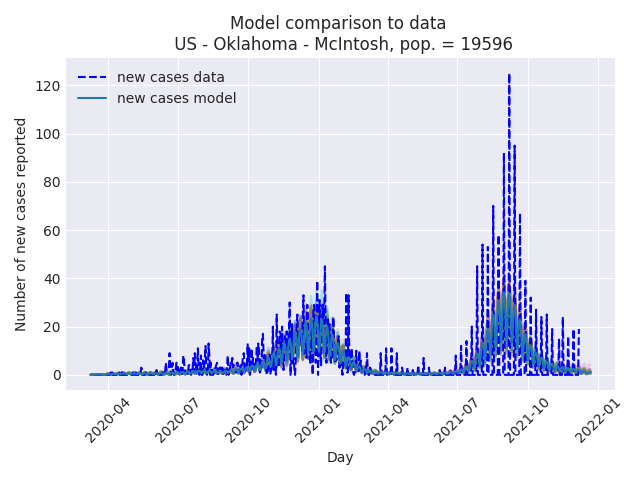 Model comparison to data
US - Oklahoma - McIntosh, pop. = 19596
new cases data
new cases model
Number of new cases reported
120
100
80
60
40
20
0
2020-04
2020-07
2020-10
2021-01
2021-04
2021-07
2021-10
2022-01
Day